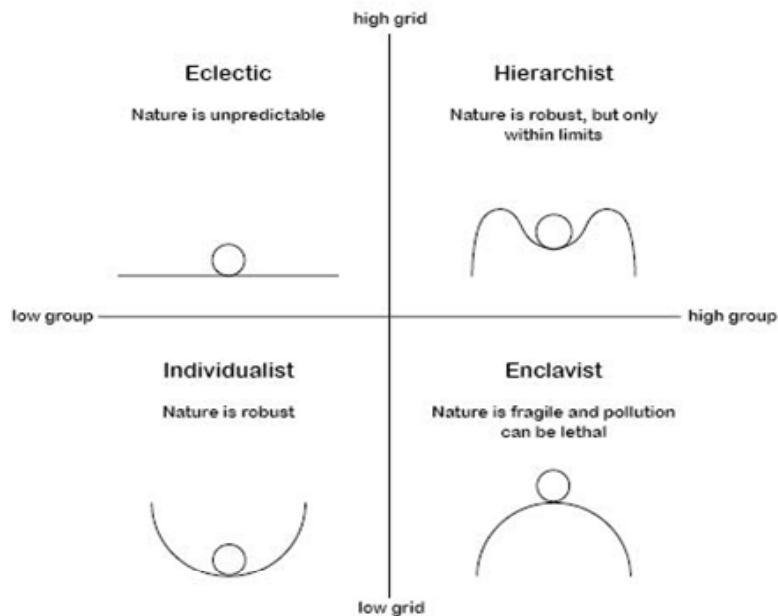 high grid
Eclectic
Nature is unpredictable
Hierarchist
Nature is robust, but only
within limits
low group
high group
Individualist
Nature is robust
Enclavist
Nature is fragile and pollution
can be lethal
low grid